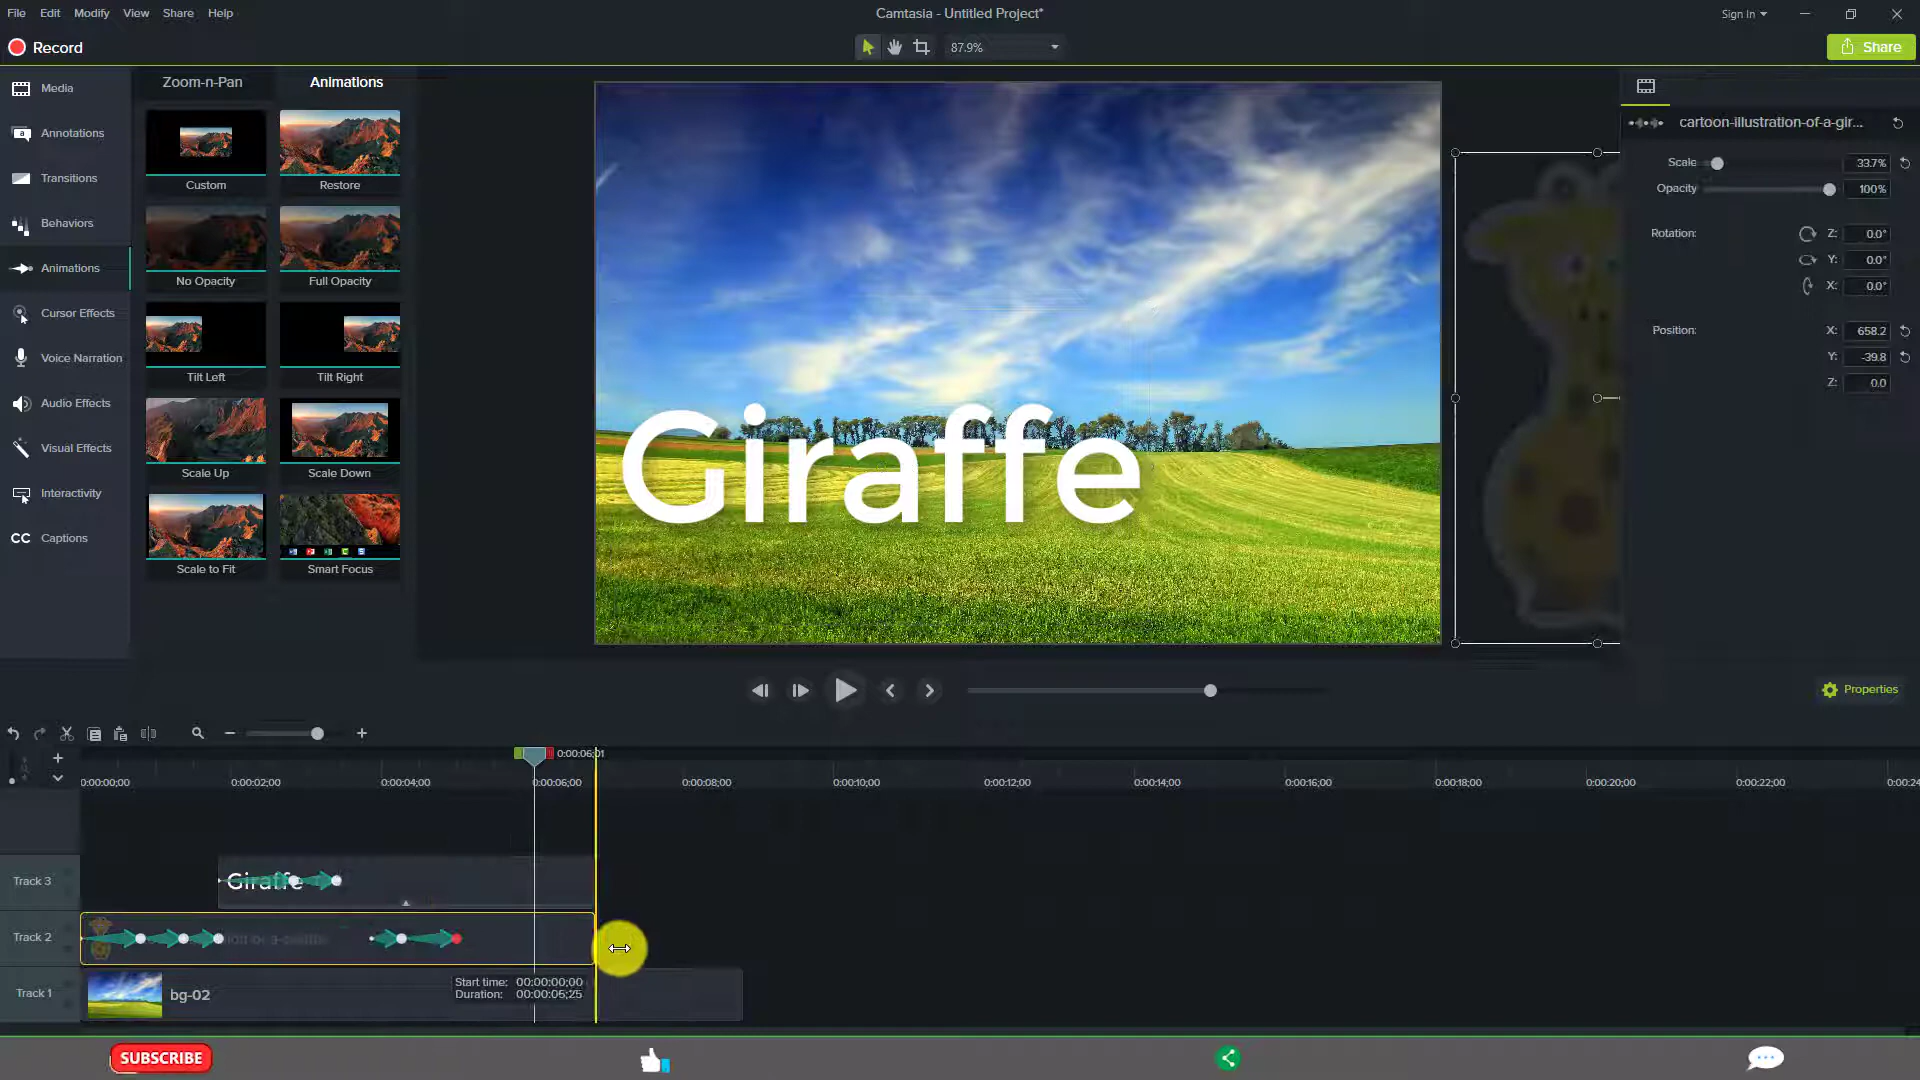 File Edit Modify View Share Help
Camtasia - Untitled Project*
Sign In
Record
87.9%
Share
Media
Annotations
Transitions
Behaviors
Animations
Cursor Effects
Voice Narration
Audio Effects
Visual Effects
Interactivity
CC Captions
Zoom-n-Pan
Animations
Custom
Restore
No Opacity
Full Opacity
Tilt Left
Tilt Right
Scale Up
Scale Down
Scale to Fit
Smart Focus
Giraffe
cartoon-illustration-of-a-gir...
Scale 33.7%
Opacity 100%
Rotation: Z: 0.0°
Y: 0.0°
X: 0.0°
Position: X: 658.2
Y: -39.8
Z: 0.0
Properties
0:00:06;01
0:00:00;00 0:00:02;00 0:00:04;00 0:00:06;00 0:00:08;00 0:00:10;00 0:00:12;00 0:00:14;00 0:00:16;00 0:00:18;00 0:00:20;00 0:00:22;00 0:00:24
Track 3
Giraffe
Track 2
Track 1
bg-02
Start time: 00:00:00;00
Duration: 00:00:06;25
SUBSCRIBE